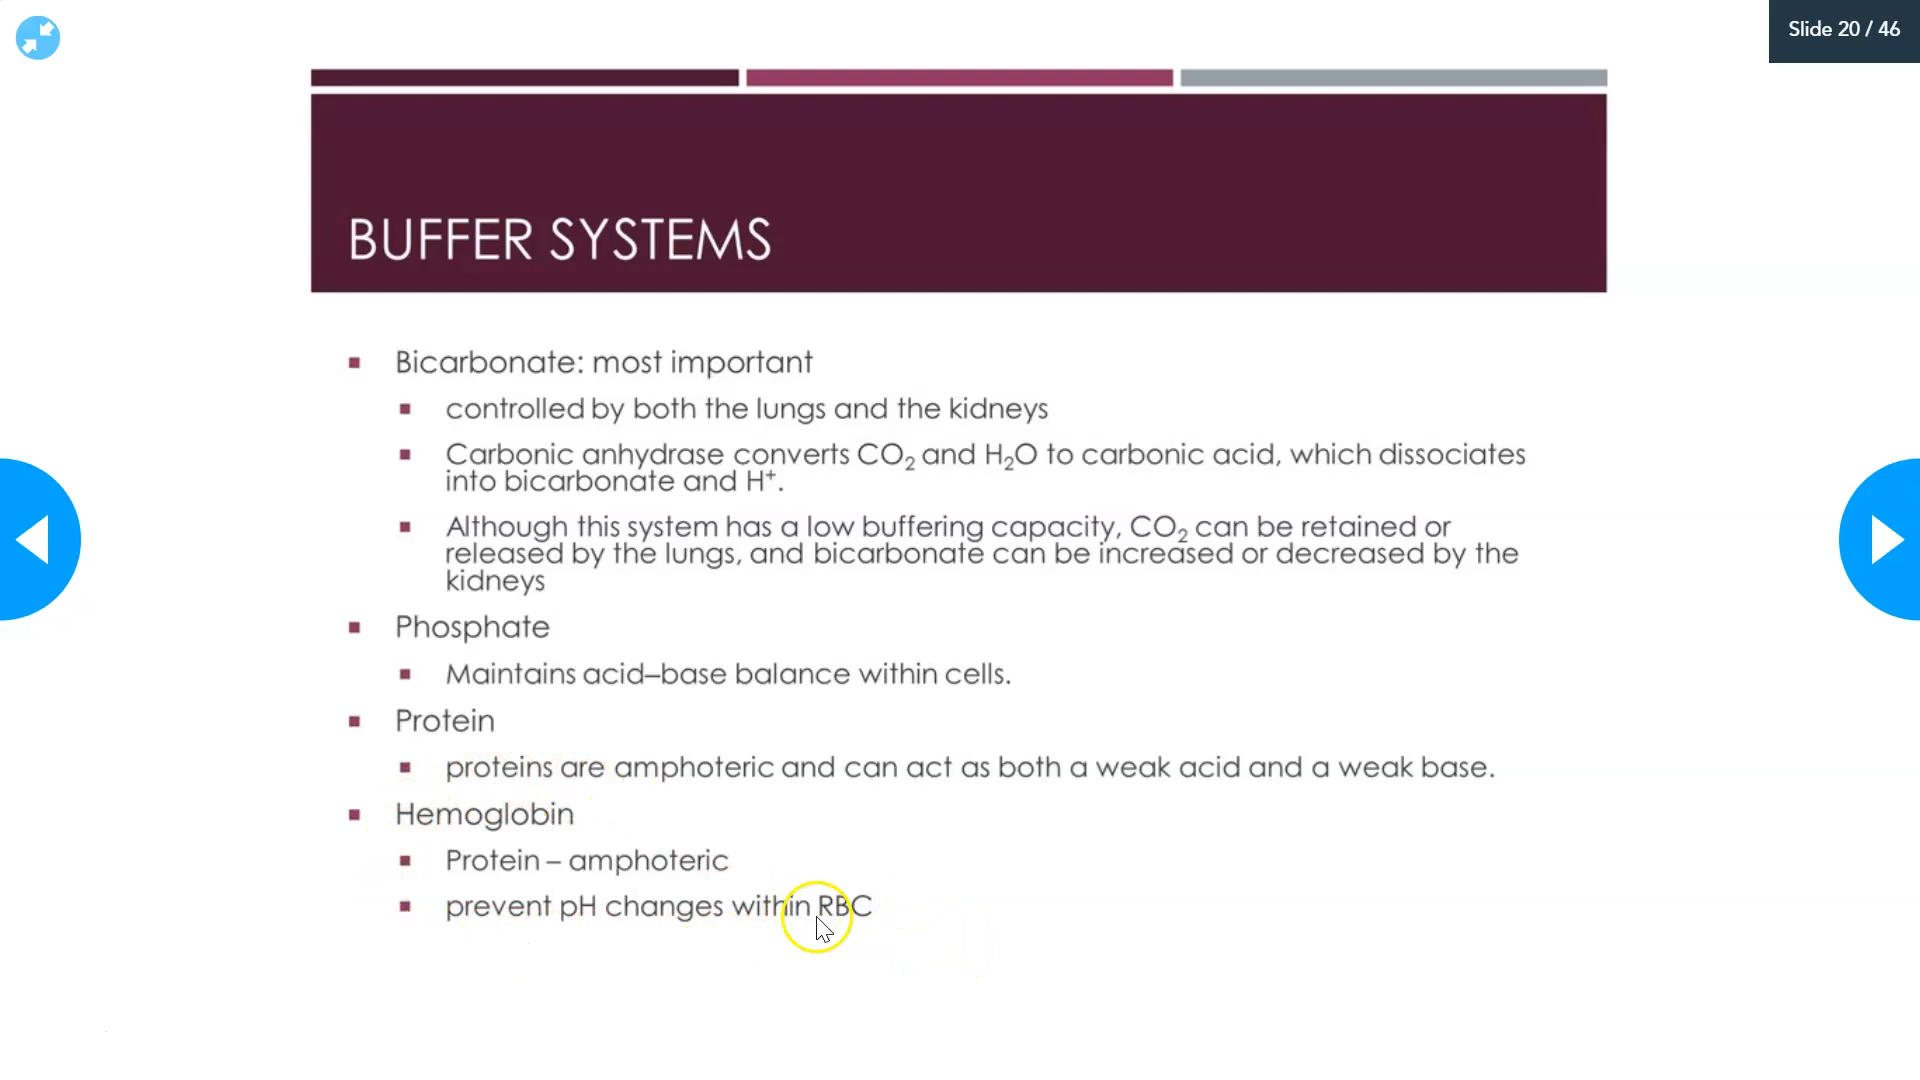 Slide 20 / 46
BUFFER SYSTEMS
Bicarbonate: most important
controlled by both the lungs and the kidneys
Carbonic anhydrase converts CO₂ and H₂O to carbonic acid, which dissociates
into bicarbonate and H⁺.
Although this system has a low buffering capacity, CO₂ can be retained or
released by the lungs, and bicarbonate can be increased or decreased by the
kidneys
Phosphate
Maintains acid–base balance within cells.
Protein
proteins are amphoteric and can act as both a weak acid and a weak base.
Hemoglobin
Protein – amphoteric
prevent pH changes within RBC